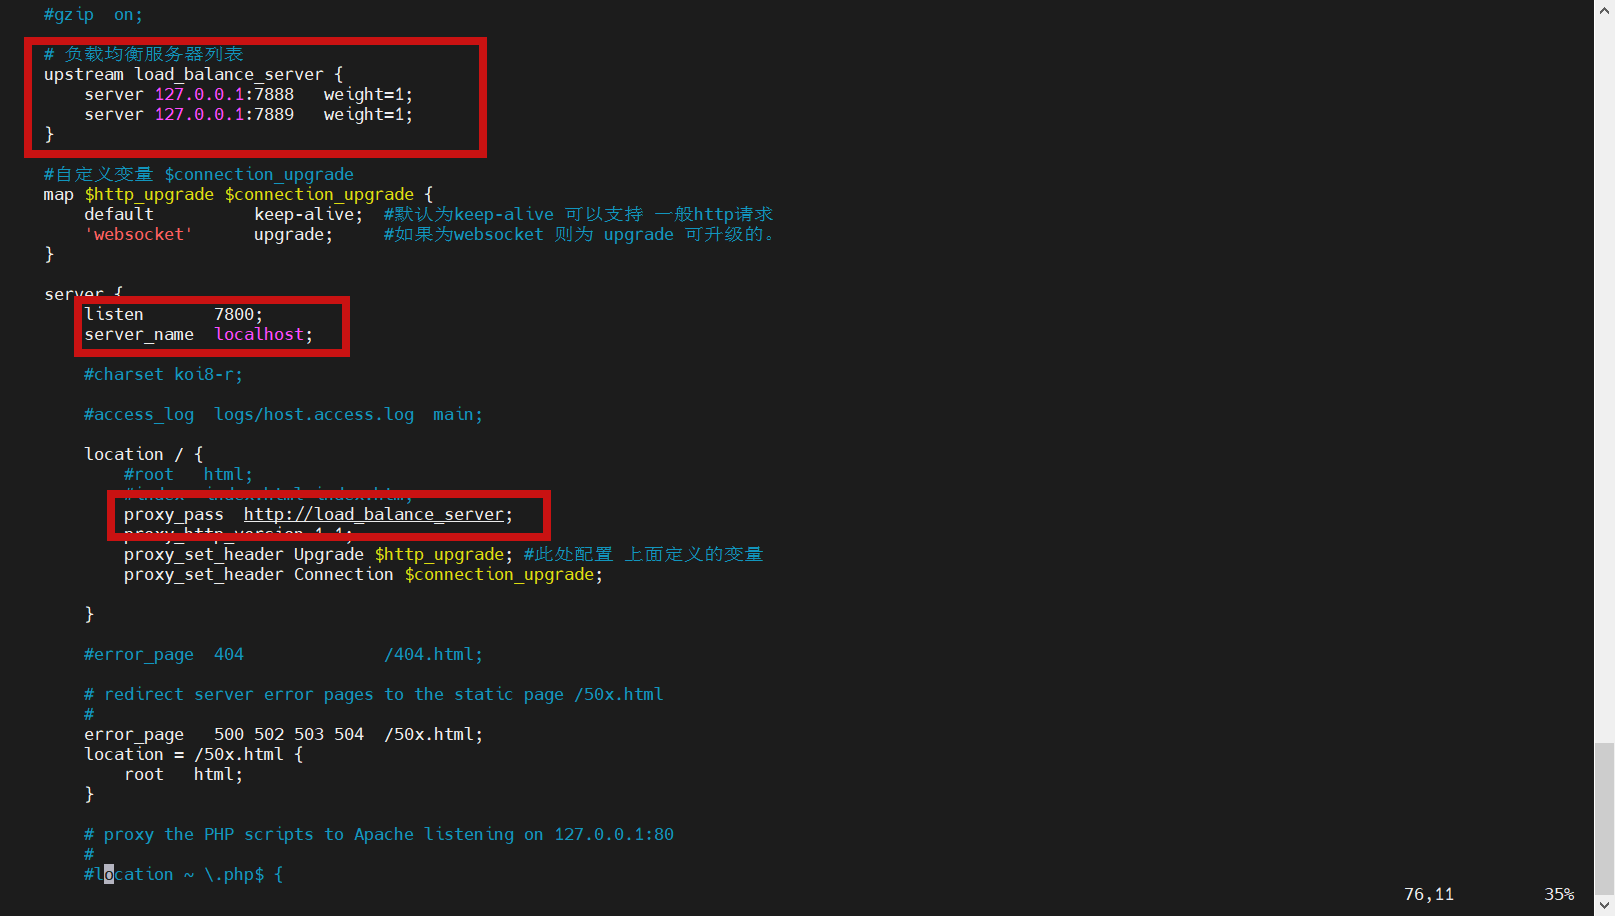 #gzip  on;
# 负载均衡服务器列表
upstream load_balance_server {
    server 127.0.0.1:7888   weight=1;
    server 127.0.0.1:7889   weight=1;
}
#自定义变量 $connection_upgrade
map $http_upgrade $connection_upgrade {
    default          keep-alive;  #默认为keep-alive 可以支持 一般http请求
    'websocket'      upgrade;     #如果为websocket 则为 upgrade 可升级的。
}
server {
    listen       7800;
    server_name  localhost;
    #charset koi8-r;
    #access_log  logs/host.access.log  main;
    location / {
        #root   html;
        #index  index.html index.htm;
        proxy_pass  http://load_balance_server;
        proxy_http_version 1.1;
        proxy_set_header Upgrade $http_upgrade; #此处配置 上面定义的变量
        proxy_set_header Connection $connection_upgrade;
    }
    #error_page  404              /404.html;
    # redirect server error pages to the static page /50x.html
    #
    error_page   500 502 503 504  /50x.html;
    location = /50x.html {
        root   html;
    }
    # proxy the PHP scripts to Apache listening on 127.0.0.1:80
    #
    #location ~ \.php$ {
76,11         35%